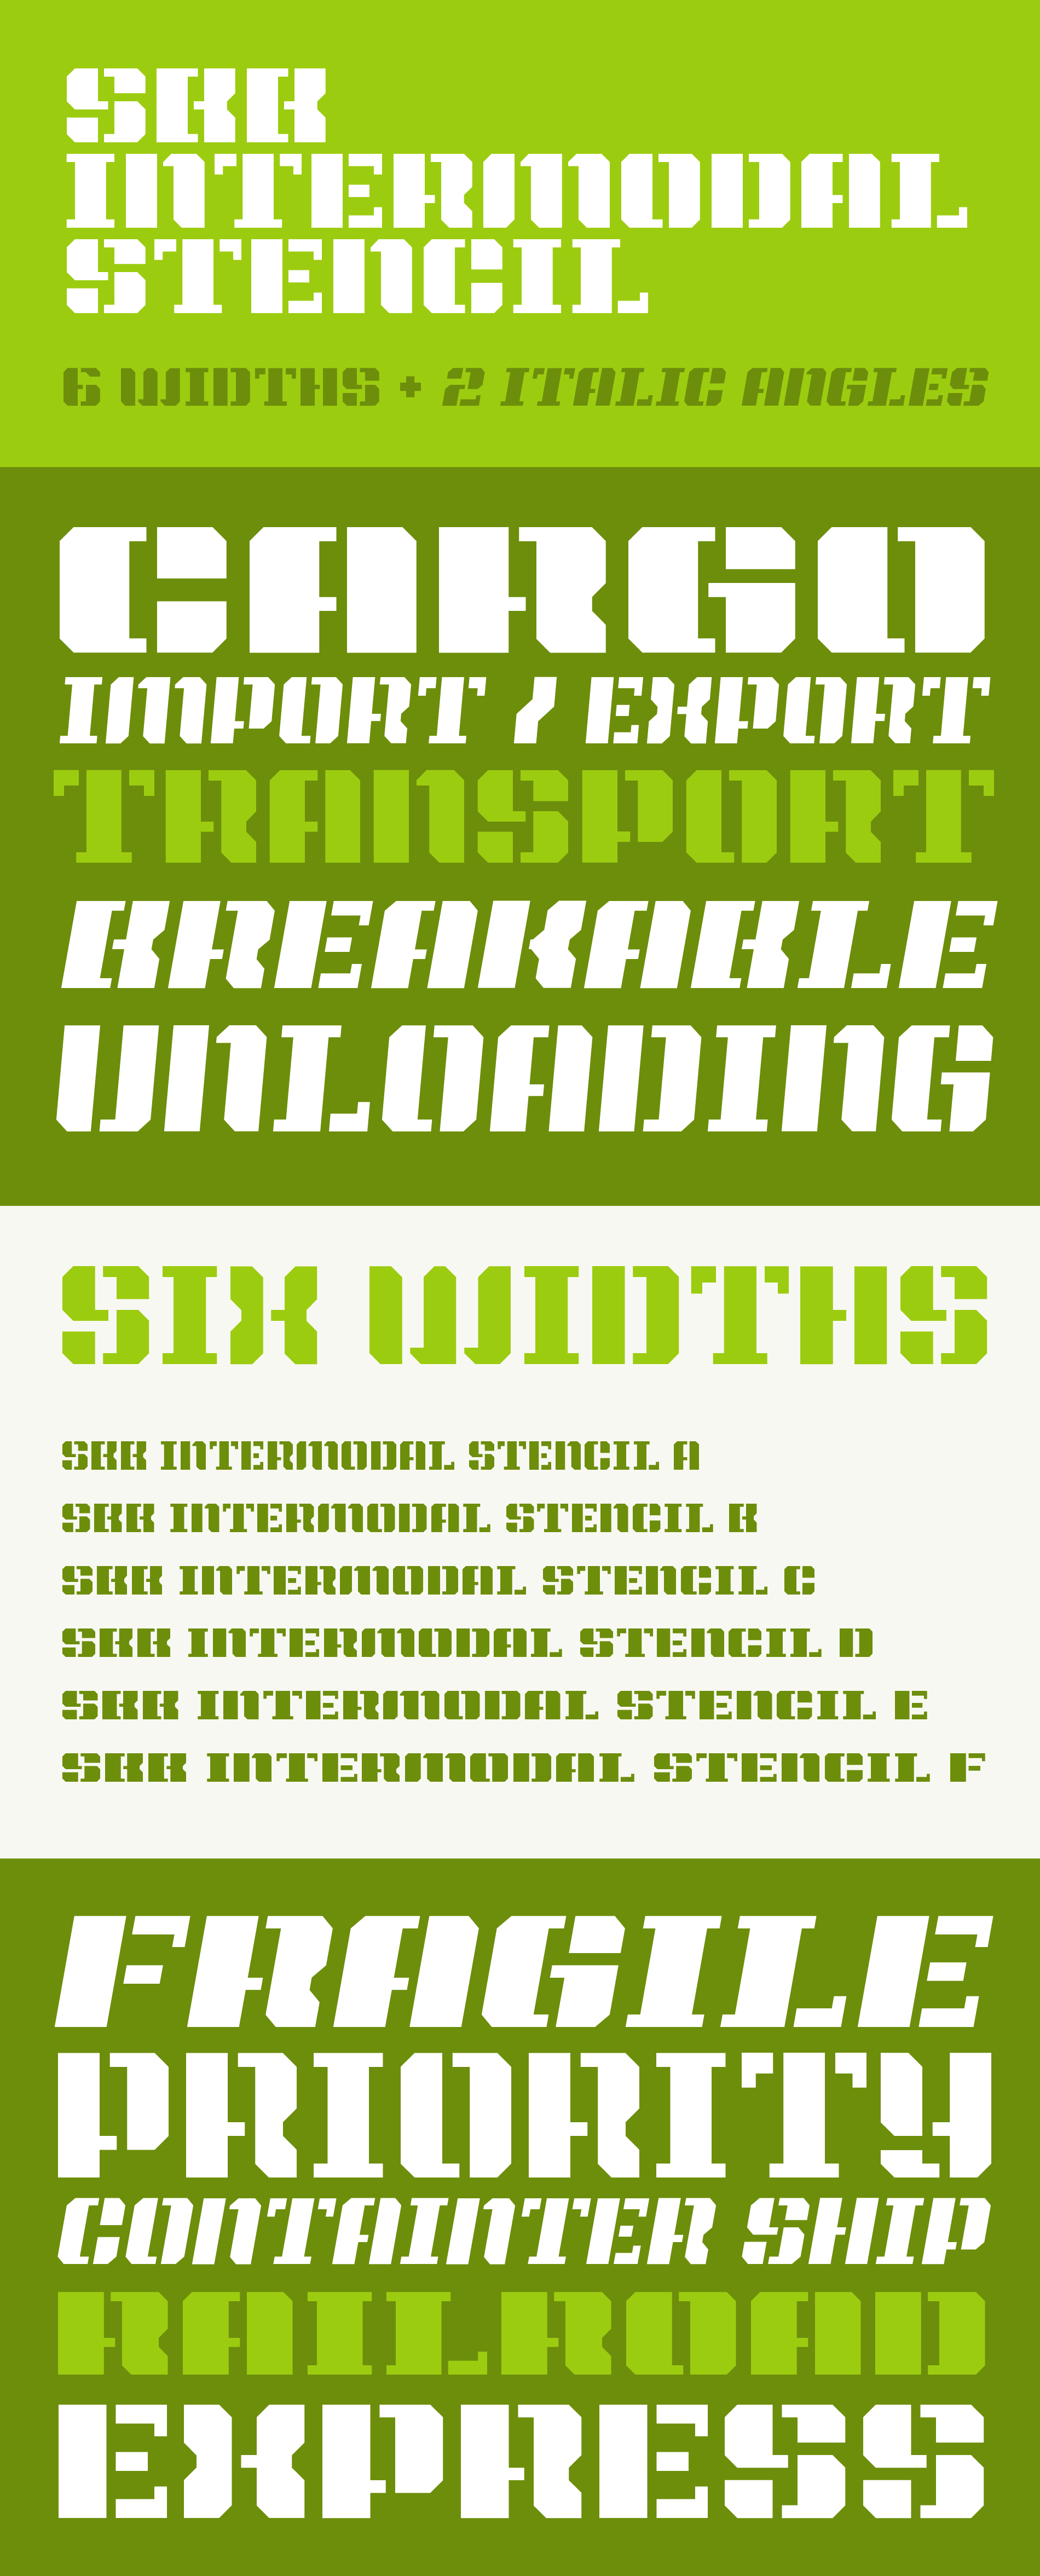 SBB
INTERMODAL
STENCIL
6 WIDTHS + 2 ITALIC ANGLES
CARGO
IMPORT / EXPORT
TRANSPORT
BREAKABLE
UNLOADING
SIX WIDTHS
SBB INTERMODAL STENCIL A
SBB INTERMODAL STENCIL B
SBB INTERMODAL STENCIL C
SBB INTERMODAL STENCIL D
SBB INTERMODAL STENCIL E
SBB INTERMODAL STENCIL F
FRAGILE
PRIORITY
CONTAINTER SHIP
RAILROAD
EXPRESS